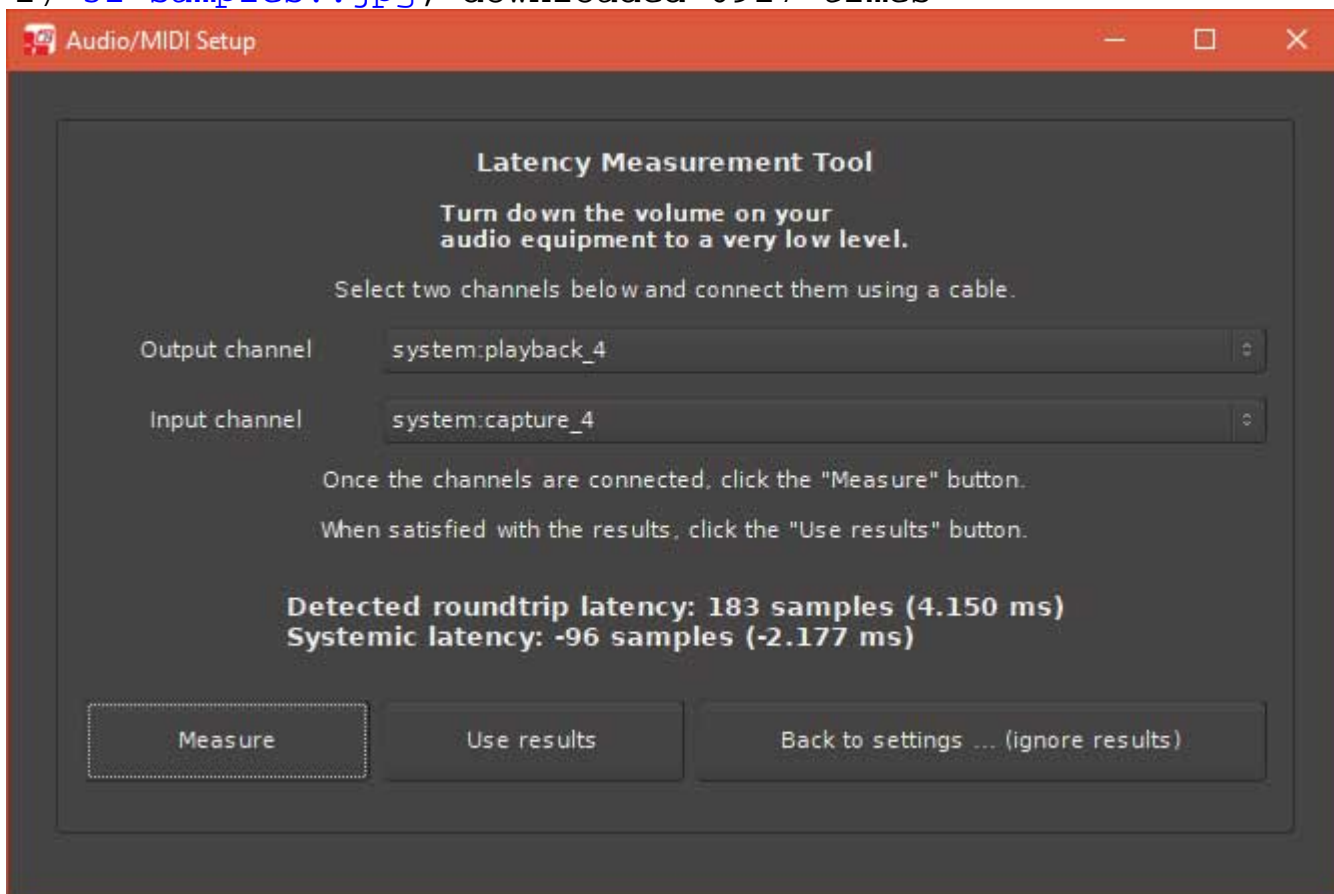 samples..jpg, downloaded times
Audio/MIDI Setup
Latency Measurement Tool
Turn down the volume on your
audio equipment to a very low level.
Select two channels below and connect them using a cable.
Output channel system:playback_4
Input channel system:capture_4
Once the channels are connected, click the "Measure" button.
When satisfied with the results, click the "Use results" button.
Detected roundtrip latency: 183 samples (4.150 ms)
Systemic latency: -96 samples (-2.177 ms)
Measure Use results Back to settings ... (ignore results)